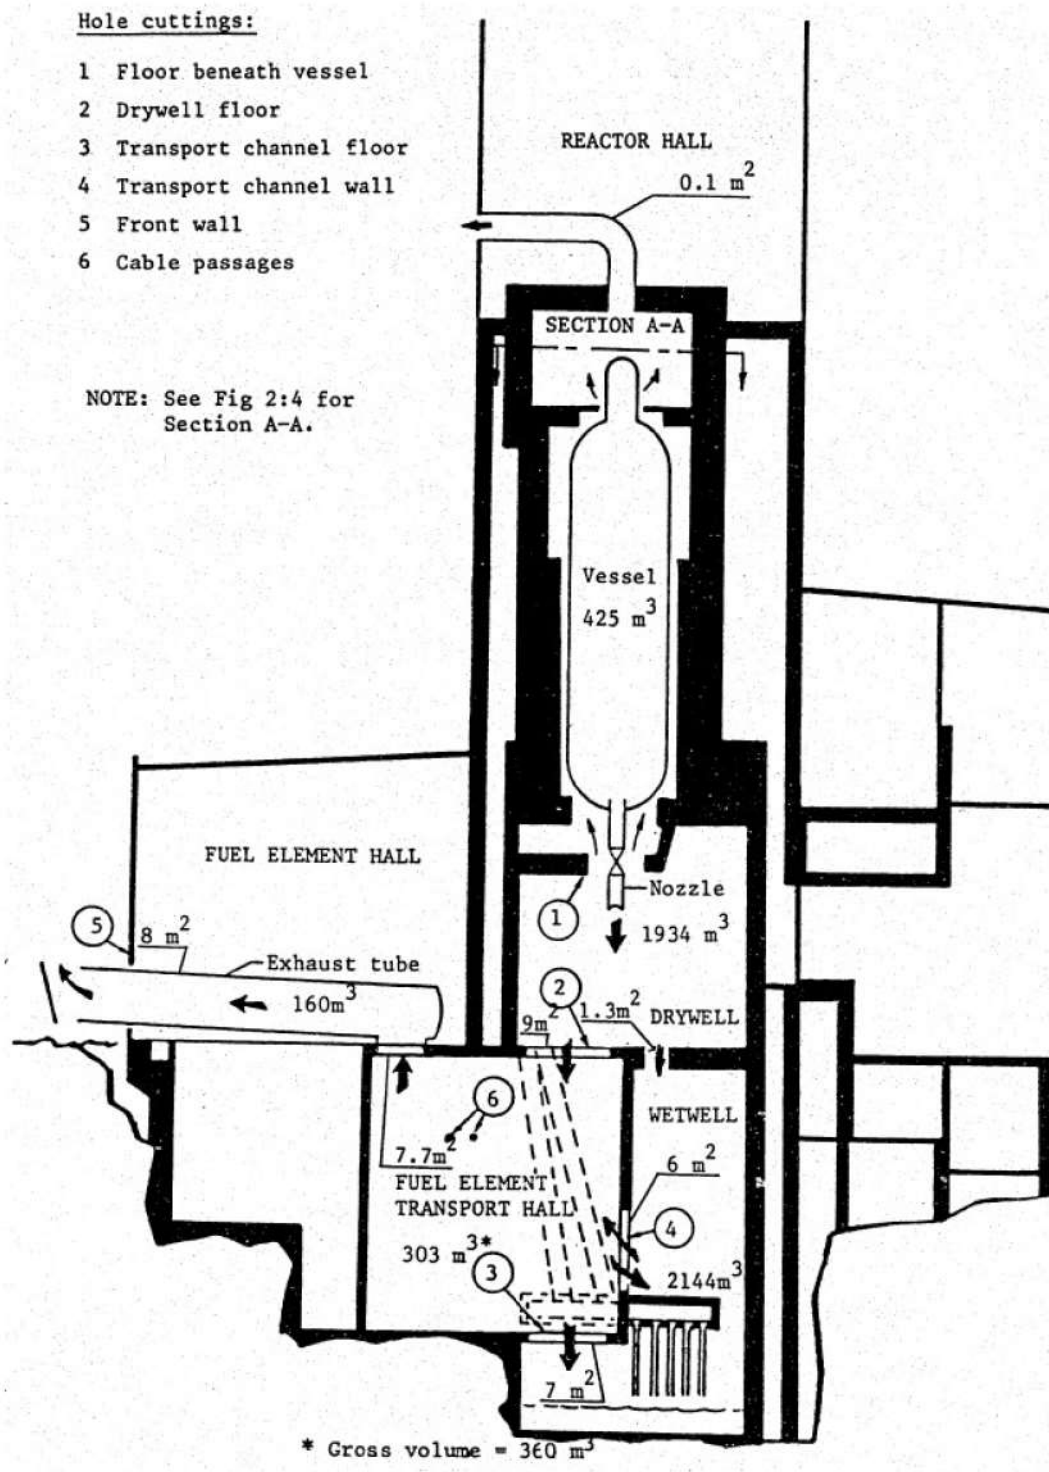 Hole cuttings:
1 Floor beneath vessel
2 Drywell floor
3 Transport channel floor
4 Transport channel wall
5 Front wall
6 Cable passages
NOTE: See Fig 2:4 for
Section A-A.
REACTOR HALL
0.1 m²
SECTION A-A
Vessel
425 m³
FUEL ELEMENT HALL
Nozzle
1
1934 m³
5
8 m²
Exhaust tube
160m³
2
9m²
1.3m²
DRYWELL
6
WETWELL
7.7m²
6 m²
FUEL ELEMENT
TRANSPORT HALL
4
303 m³*
3
2144m³
7 m²
* Gross volume = 360 m³